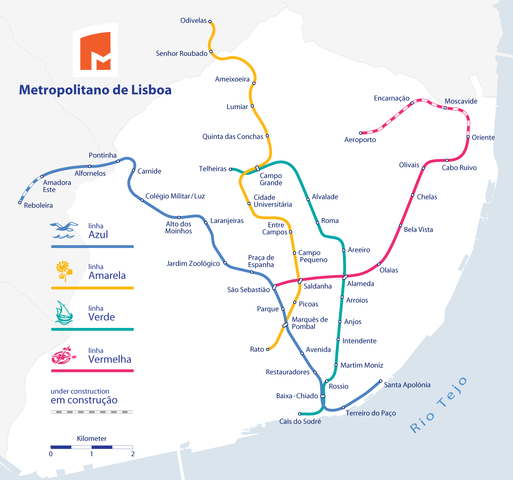 Odivelas
Senhor Roubado
Metropolitano de Lisboa
Ameixoeira
Lumiar
Quinta das Conchas
Encarnação
Moscavide
Aeroporto
Oriente
Pontinha
Alfornelos
Carnide
Telheiras
Campo
Grande
Olivais
Cabo Ruivo
Amadora
Este
Reboleira
Colégio Militar/Luz
Cidade
Universitária
Alvalade
Chelas
Alto dos
Moinhos
Laranjeiras
Entre
Campos
Roma
Bela Vista
linha
Azul
Jardim Zoológico
Praça de
Espanha
Campo
Pequeno
Areeiro
Olaias
linha
Amarela
São Sebastião
Saldanha
Alameda
Parque
Picoas
Arroios
linha
Verde
Marquês de
Pombal
Anjos
Rato
Avenida
Intendente
linha
Vermelha
Restauradores
Martim Moniz
Rossio
Santa Apolónia
under construction
em construção
Baixa - Chiado
Terreiro do Paço
Cais do Sodré
Rio Tejo
Kilometer
0
1
2